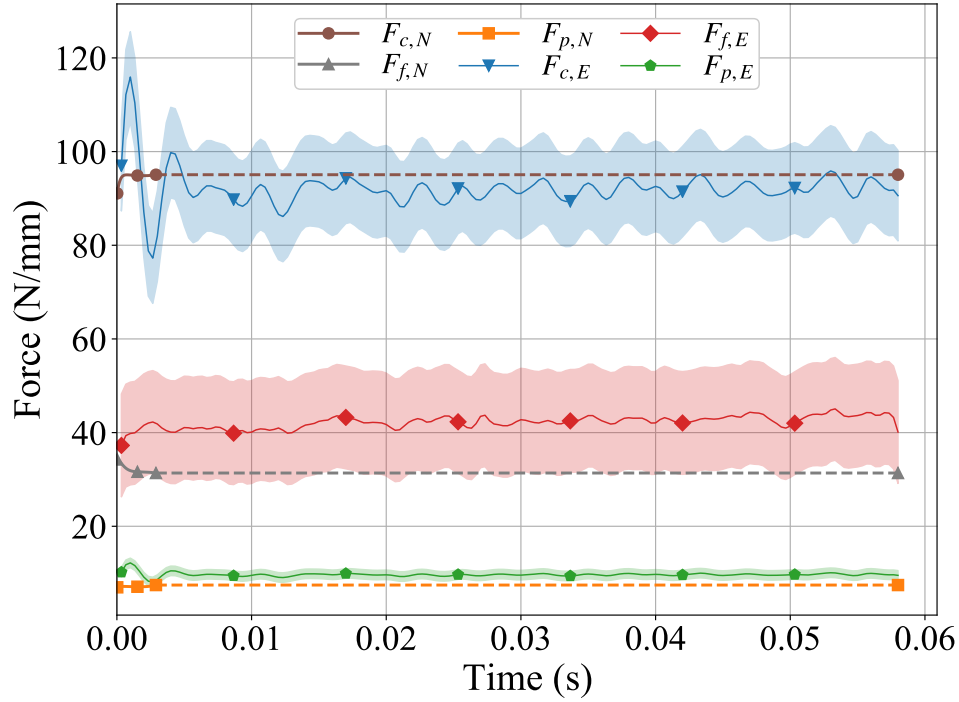 F_{c,N} F_{p,N} F_{f,E}
F_{f,N} F_{c,E} F_{p,E}
120
100
80
60
40
20
Force (N/mm)
0.00 0.01 0.02 0.03 0.04 0.05 0.06
Time (s)